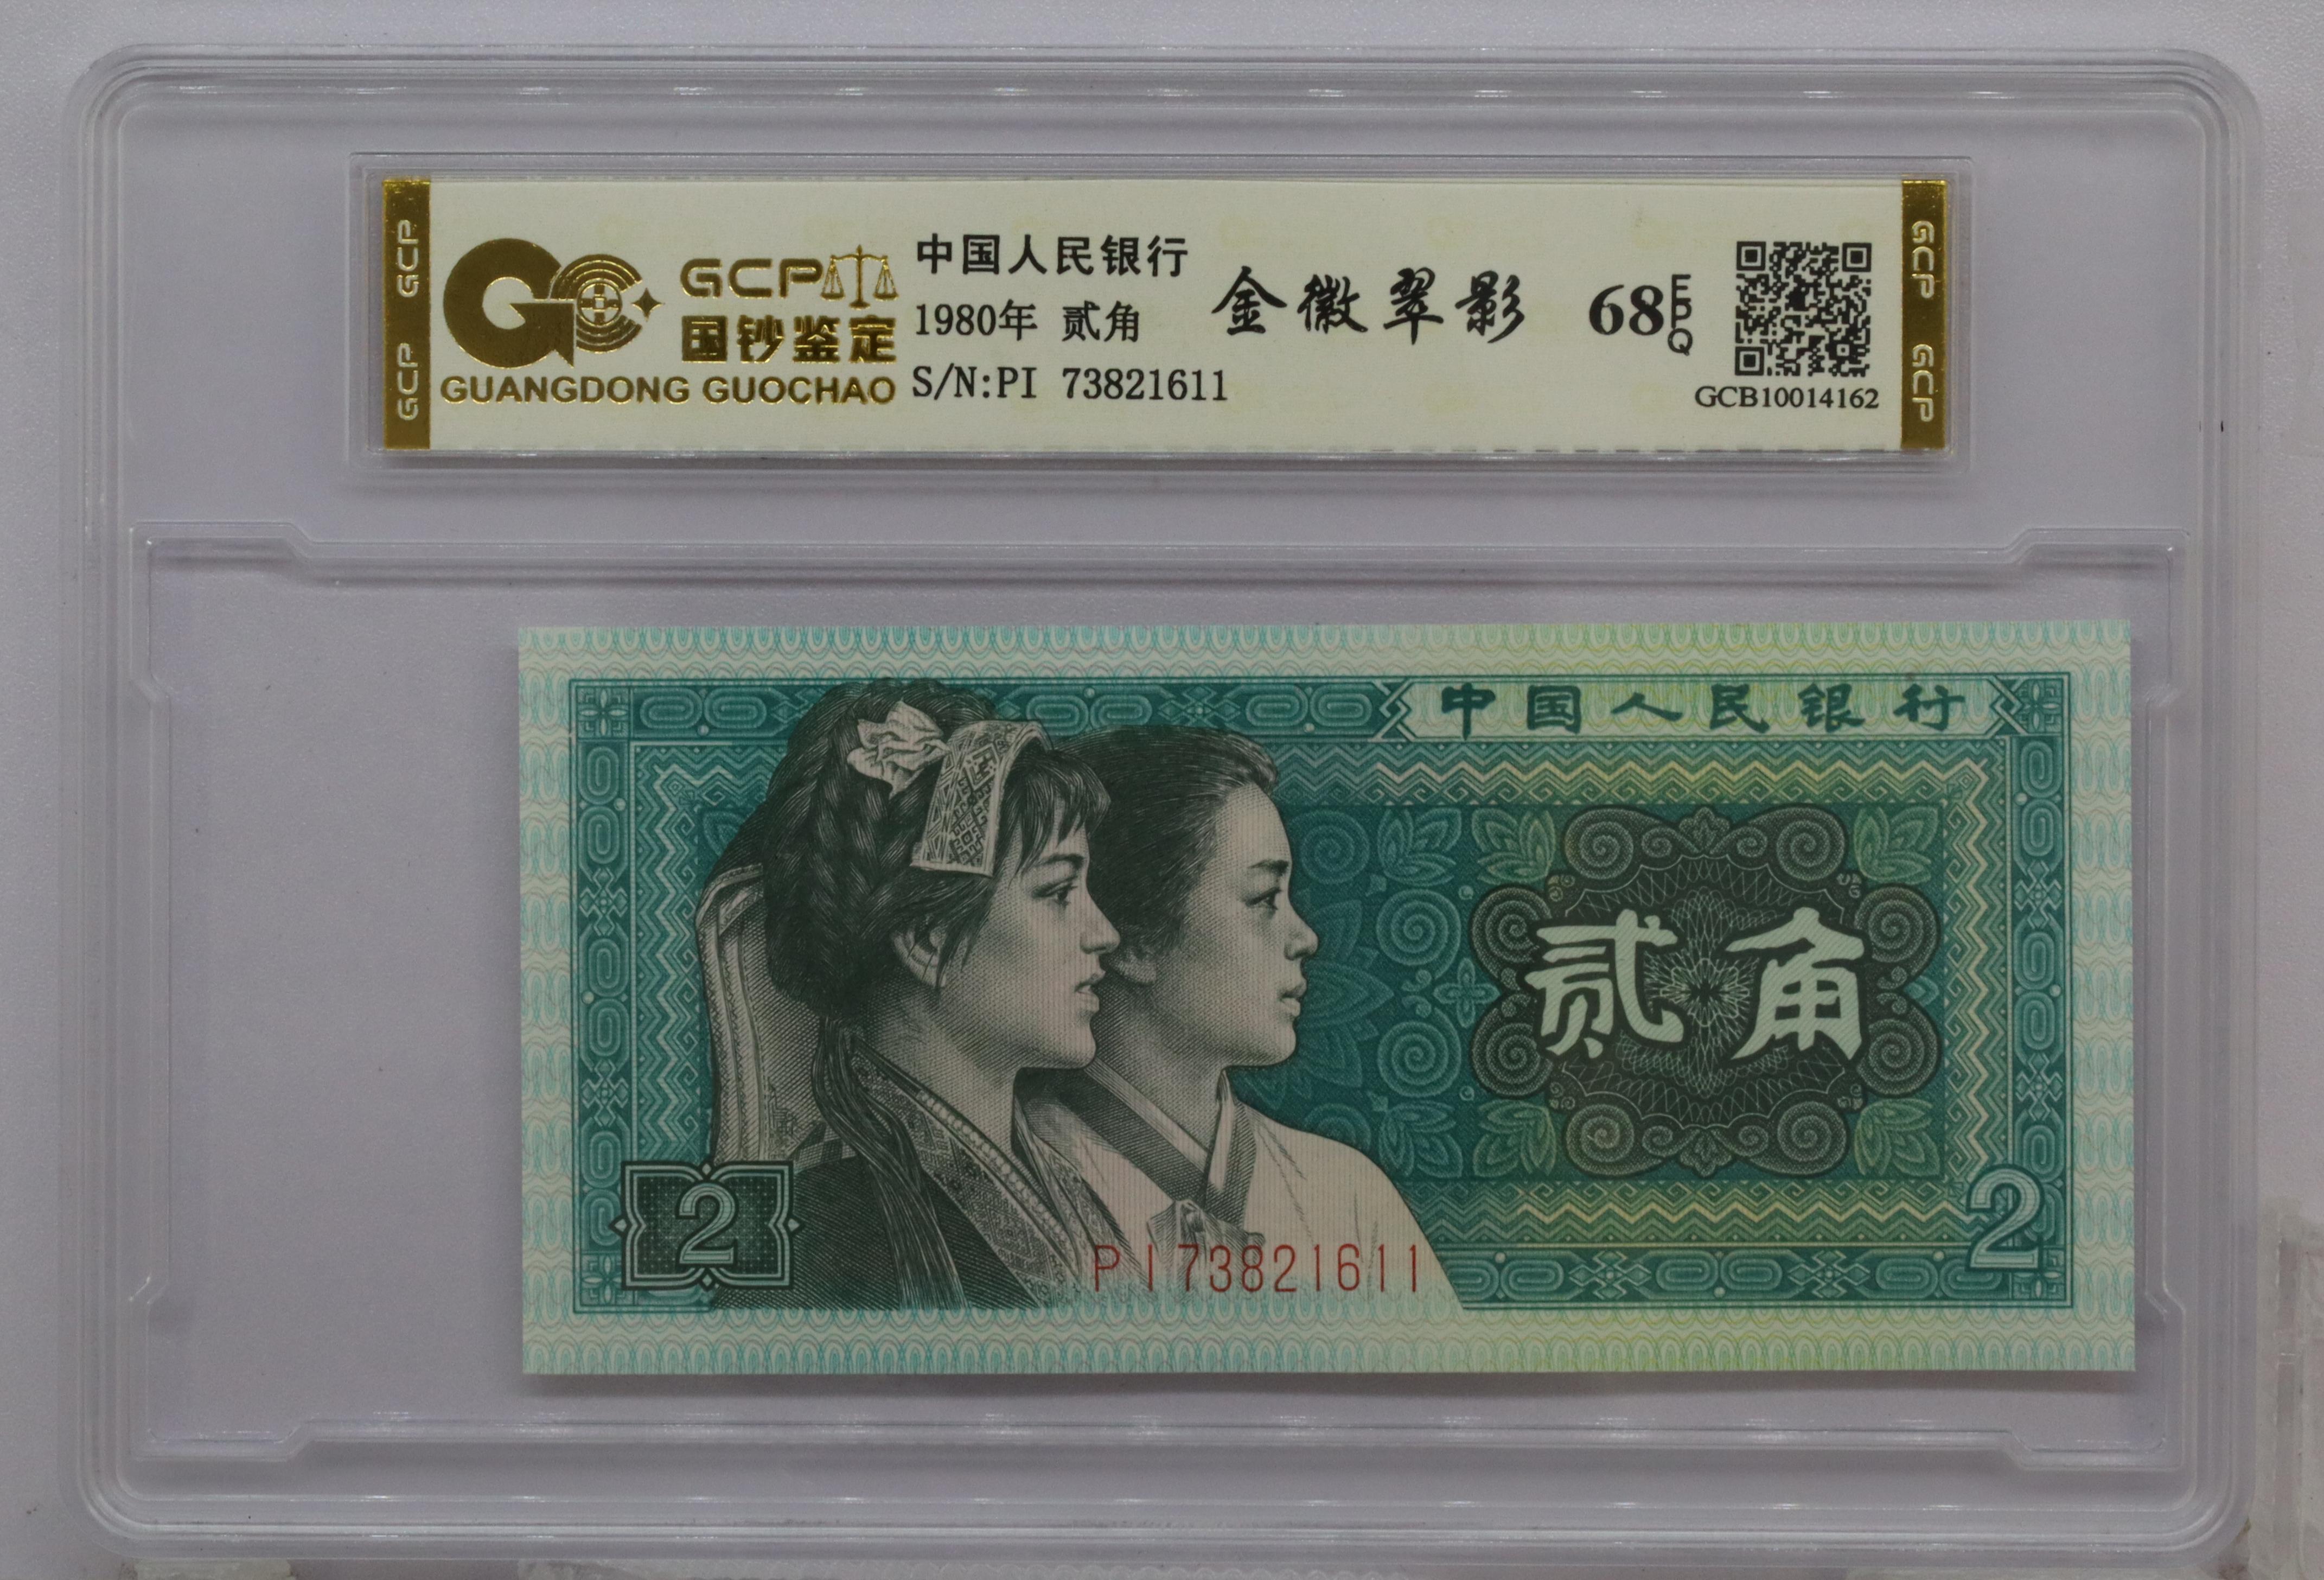 GCP GCP
GCP
国钞鉴定
GUANGDONG GUOCHAO
中国人民银行
1980年 贰角
S/N:PI 73821611
金徽翠影
68 EPQ
GCB10014162
GCP GCP
中国人民银行
贰角
2
PI73821611
2